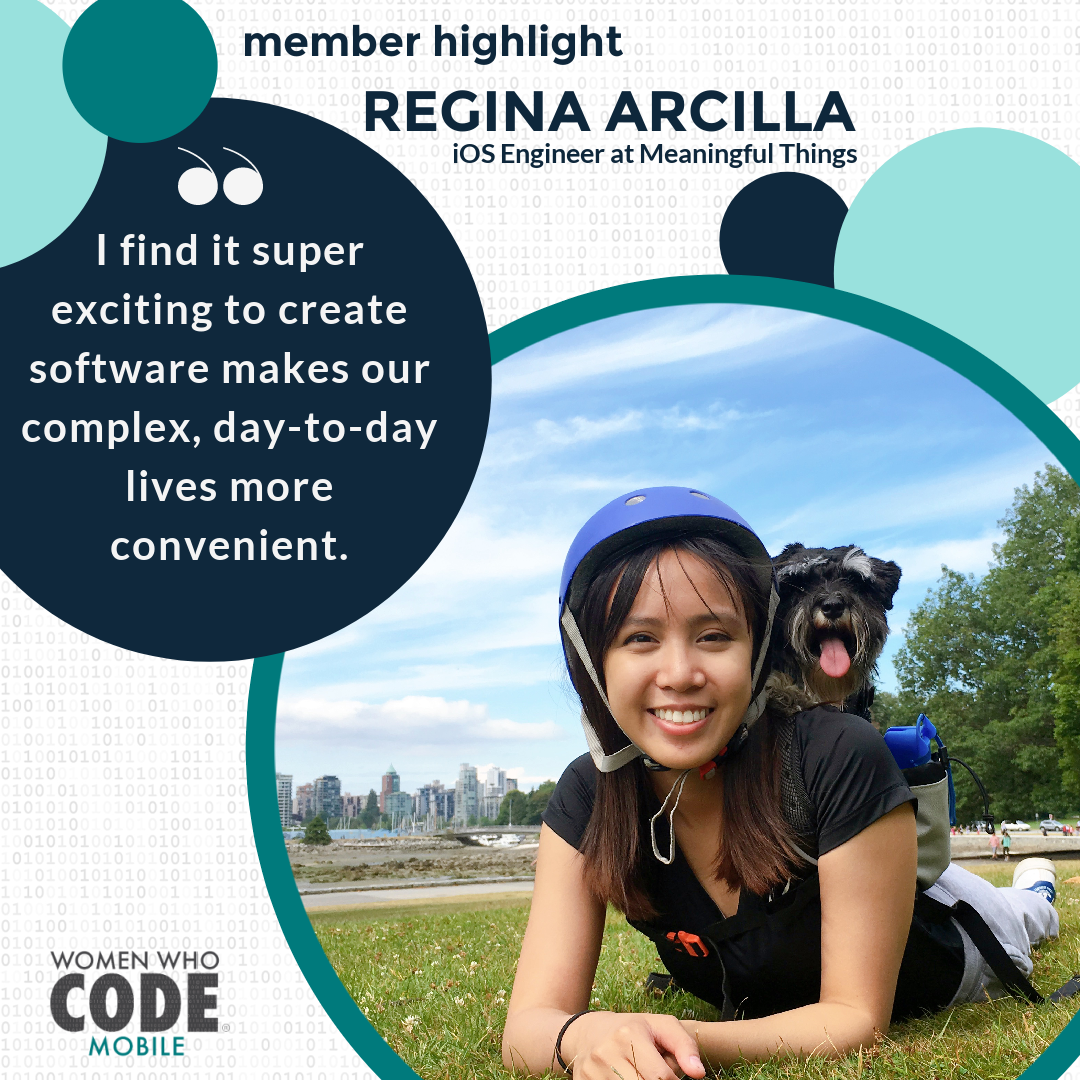 member highlight
REGINA ARCILLA
iOS Engineer at Meaningful Things
I find it super
exciting to create
software makes our
complex, day-to-day
lives more
convenient.
WOMEN WHO
CODE®
MOBILE